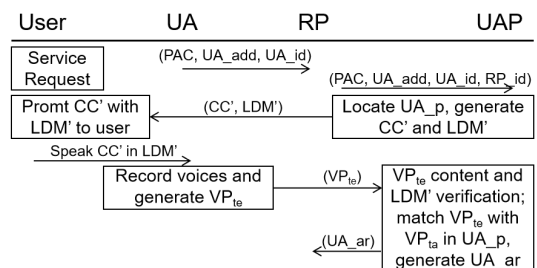 User UA RP UAP
Service
Request
(PAC, UA_add, UA_id)
(PAC, UA_add, UA_id, RP_id)
Promt CC’ with
LDM’ to user
(CC’, LDM’)
Locate UA_p, generate
CC’ and LDM’
Speak CC’ in LDM’
Record voices and
generate VPte
(VPte)
VPte content and
LDM’ verification;
match VPte with
VPta in UA_p,
generate UA_ar
(UA_ar)